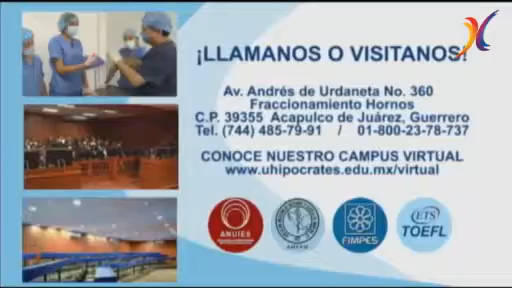 ¡LLAMANOS O VISITANOS!
Av. Andrés de Urdaneta No. 360
Fraccionamiento Hornos
C.P. 39355 Acapulco de Juárez, Guerrero
Tel. (744) 485-79-91 / 01-800-23-78-737
CONOCE NUESTRO CAMPUS VIRTUAL
www.uhipocrates.edu.mx/virtual
ANUIES
FIMPES
ETS
TOEFL